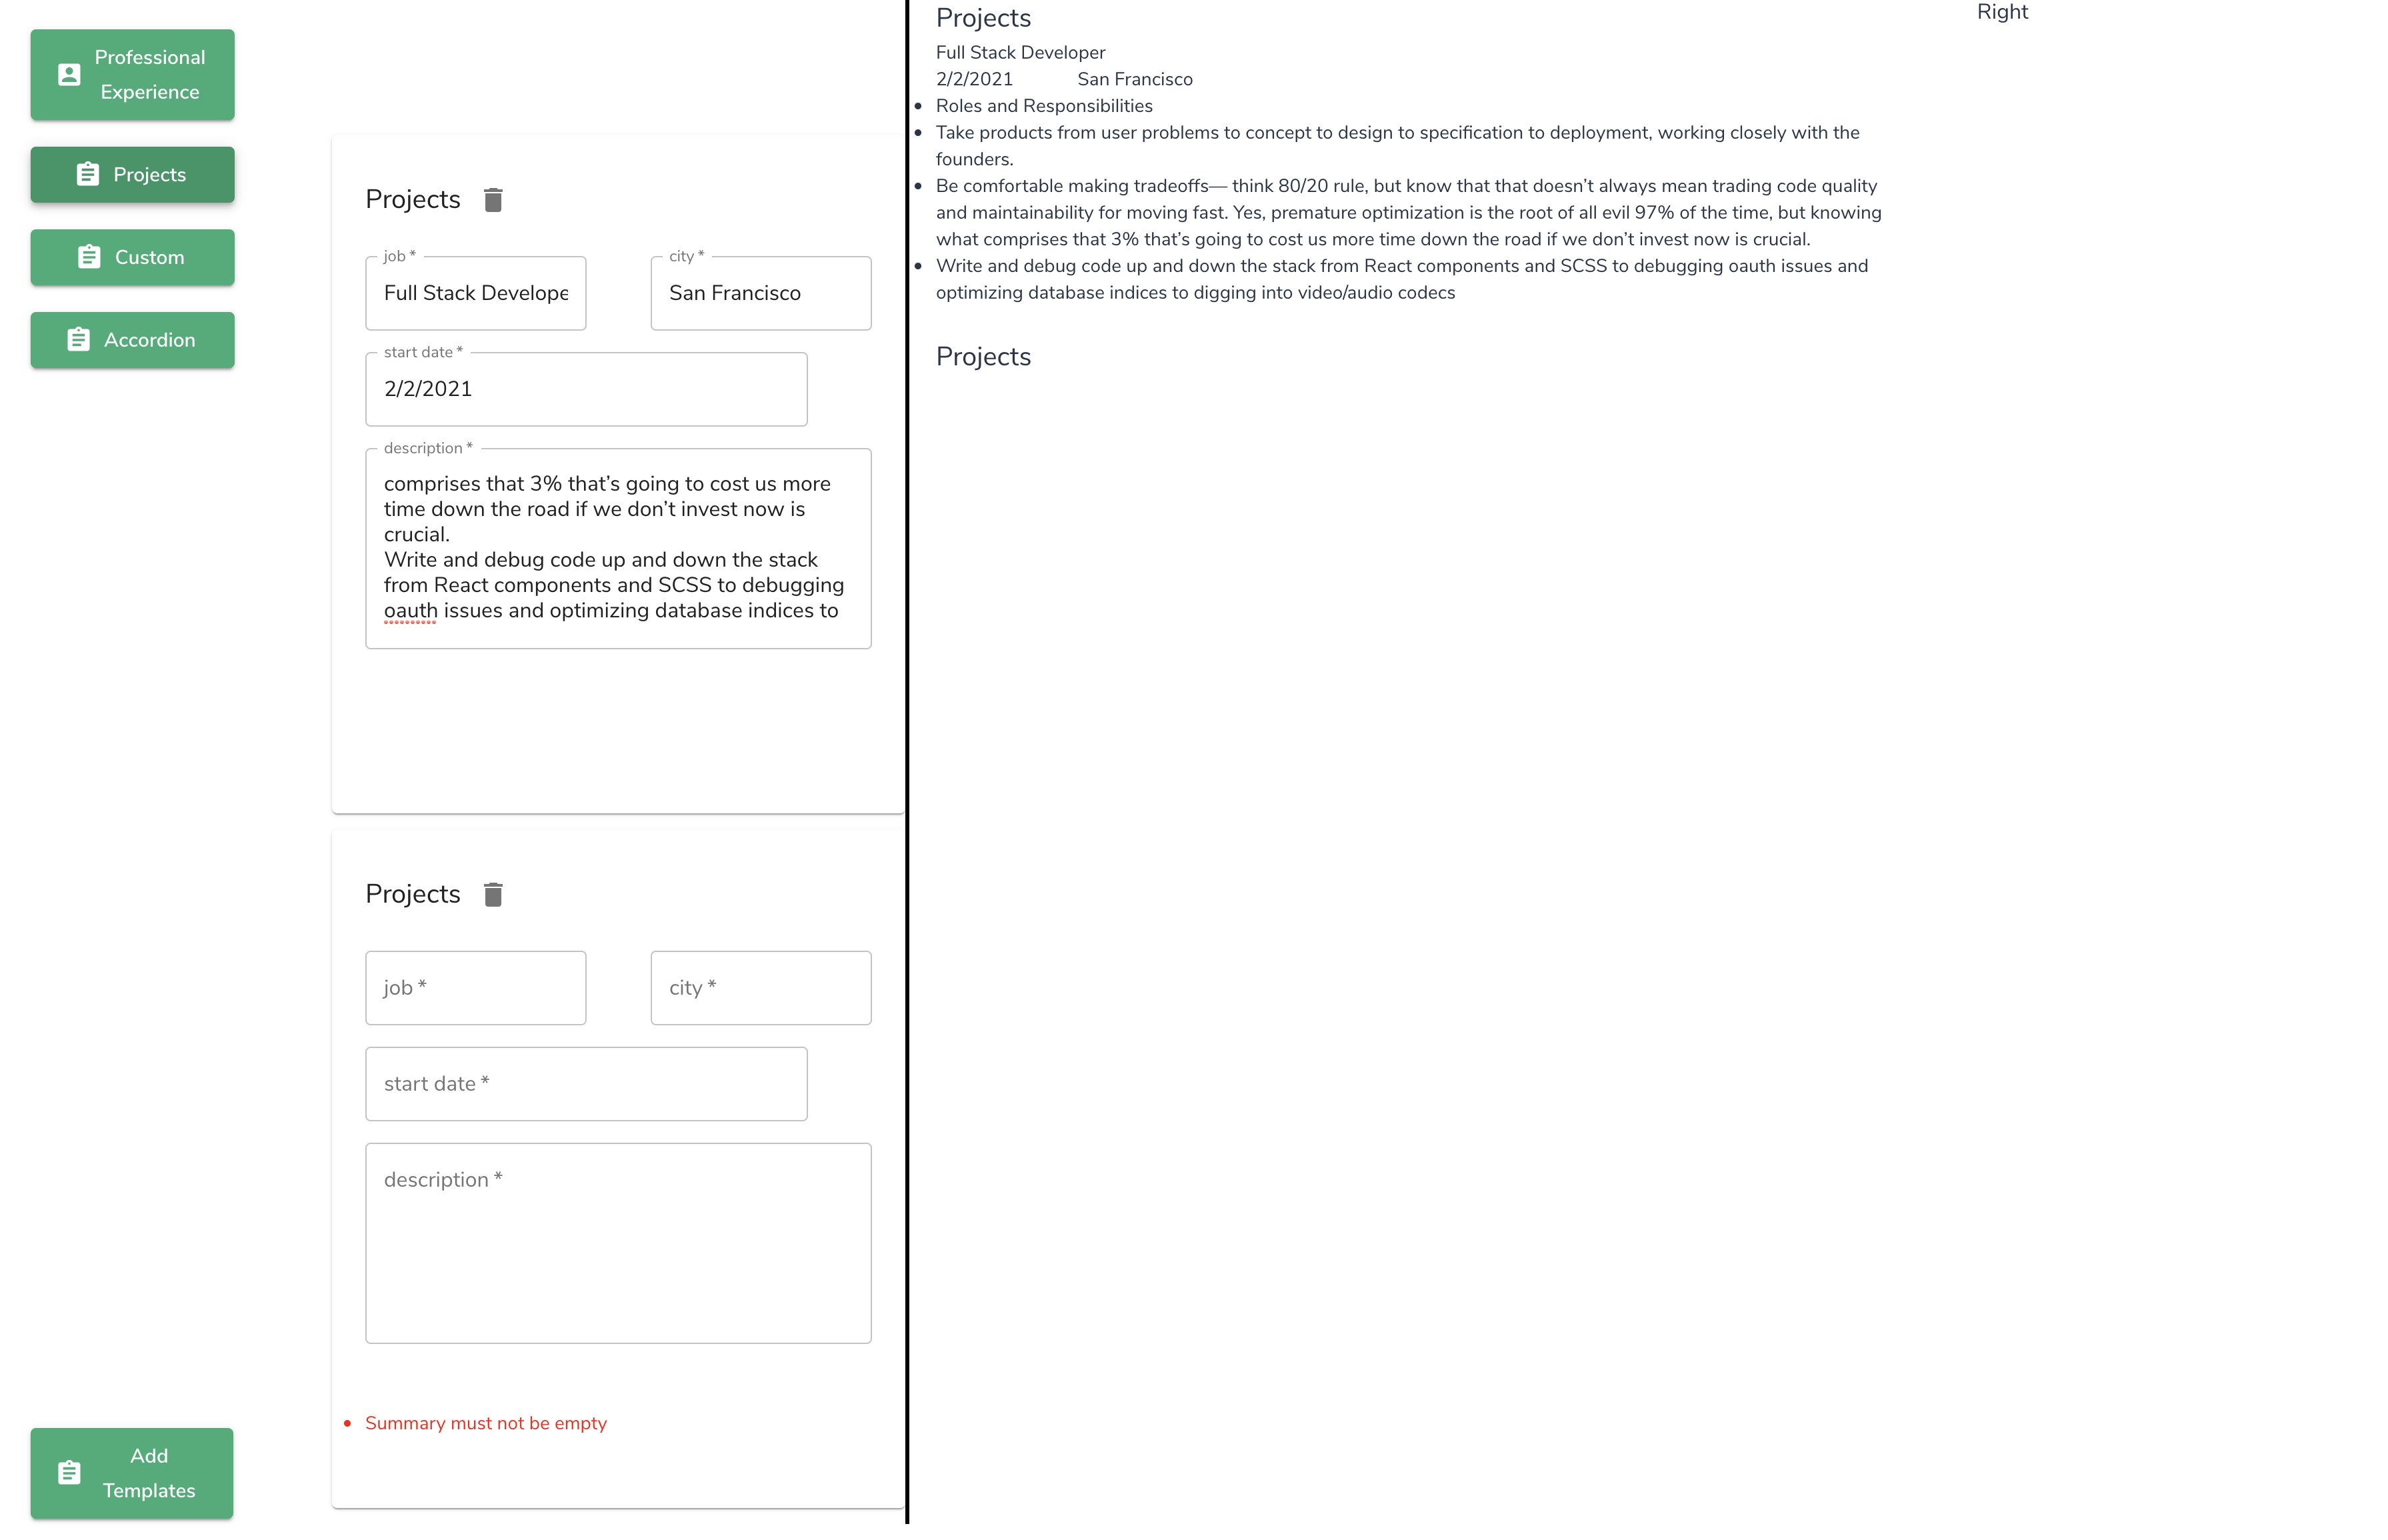 Professional
Experience
Projects
Custom
Accordion
Add
Templates
Projects
job *
Full Stack Develope
city *
San Francisco
start date *
2/2/2021
description *
comprises that 3% that’s going to cost us more
time down the road if we don’t invest now is
crucial.
Write and debug code up and down the stack
from React components and SCSS to debugging
oauth issues and optimizing database indices to
Projects
job *
city *
start date *
description *
• Summary must not be empty
Projects
Full Stack Developer
2/2/2021 San Francisco
• Roles and Responsibilities
• Take products from user problems to concept to design to specification to deployment, working closely with the
founders.
• Be comfortable making tradeoffs— think 80/20 rule, but know that that doesn’t always mean trading code quality
and maintainability for moving fast. Yes, premature optimization is the root of all evil 97% of the time, but knowing
what comprises that 3% that’s going to cost us more time down the road if we don’t invest now is crucial.
• Write and debug code up and down the stack from React components and SCSS to debugging oauth issues and
optimizing database indices to digging into video/audio codecs
Projects
Right